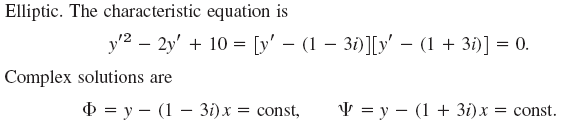 Elliptic. The characteristic equation is
y′² − 2y′ + 10 = [y′ − (1 − 3i)][y′ − (1 + 3i)] = 0.
Complex solutions are
Φ = y − (1 − 3i)x = const, Ψ = y − (1 + 3i)x = const.